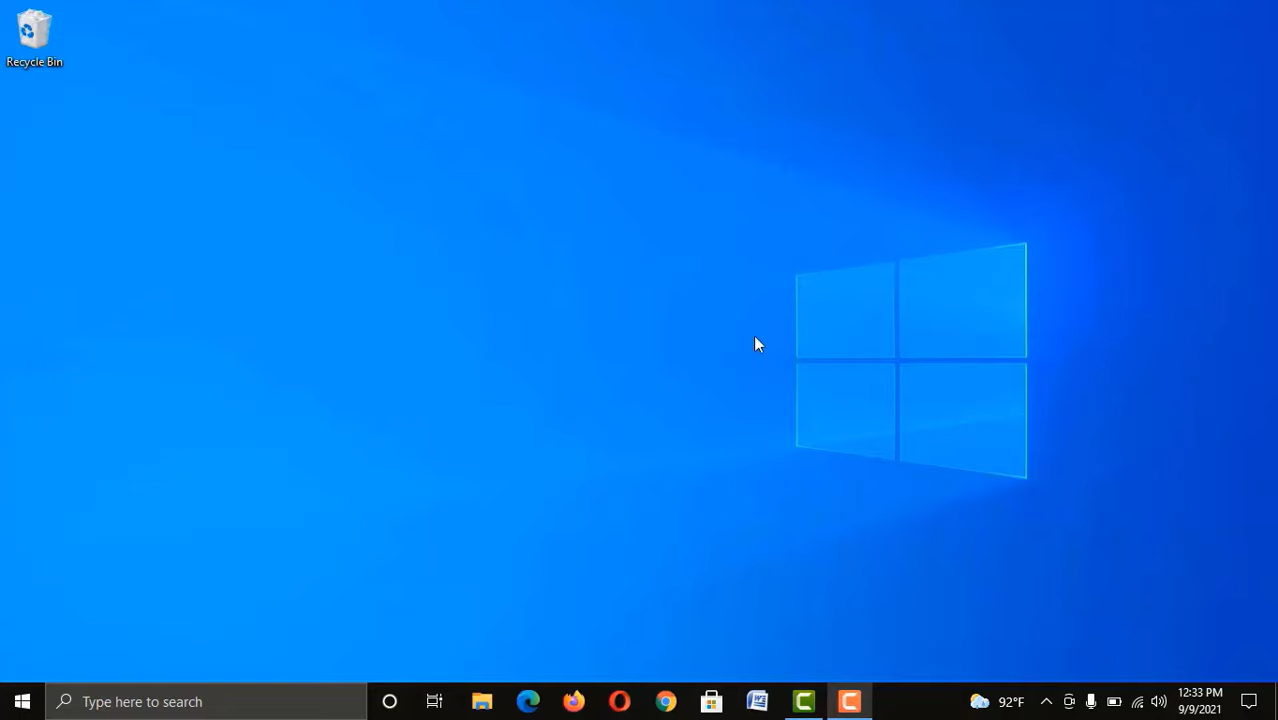 Recycle Bin
Type here to search
92°F
12:33 PM
9/9/2021